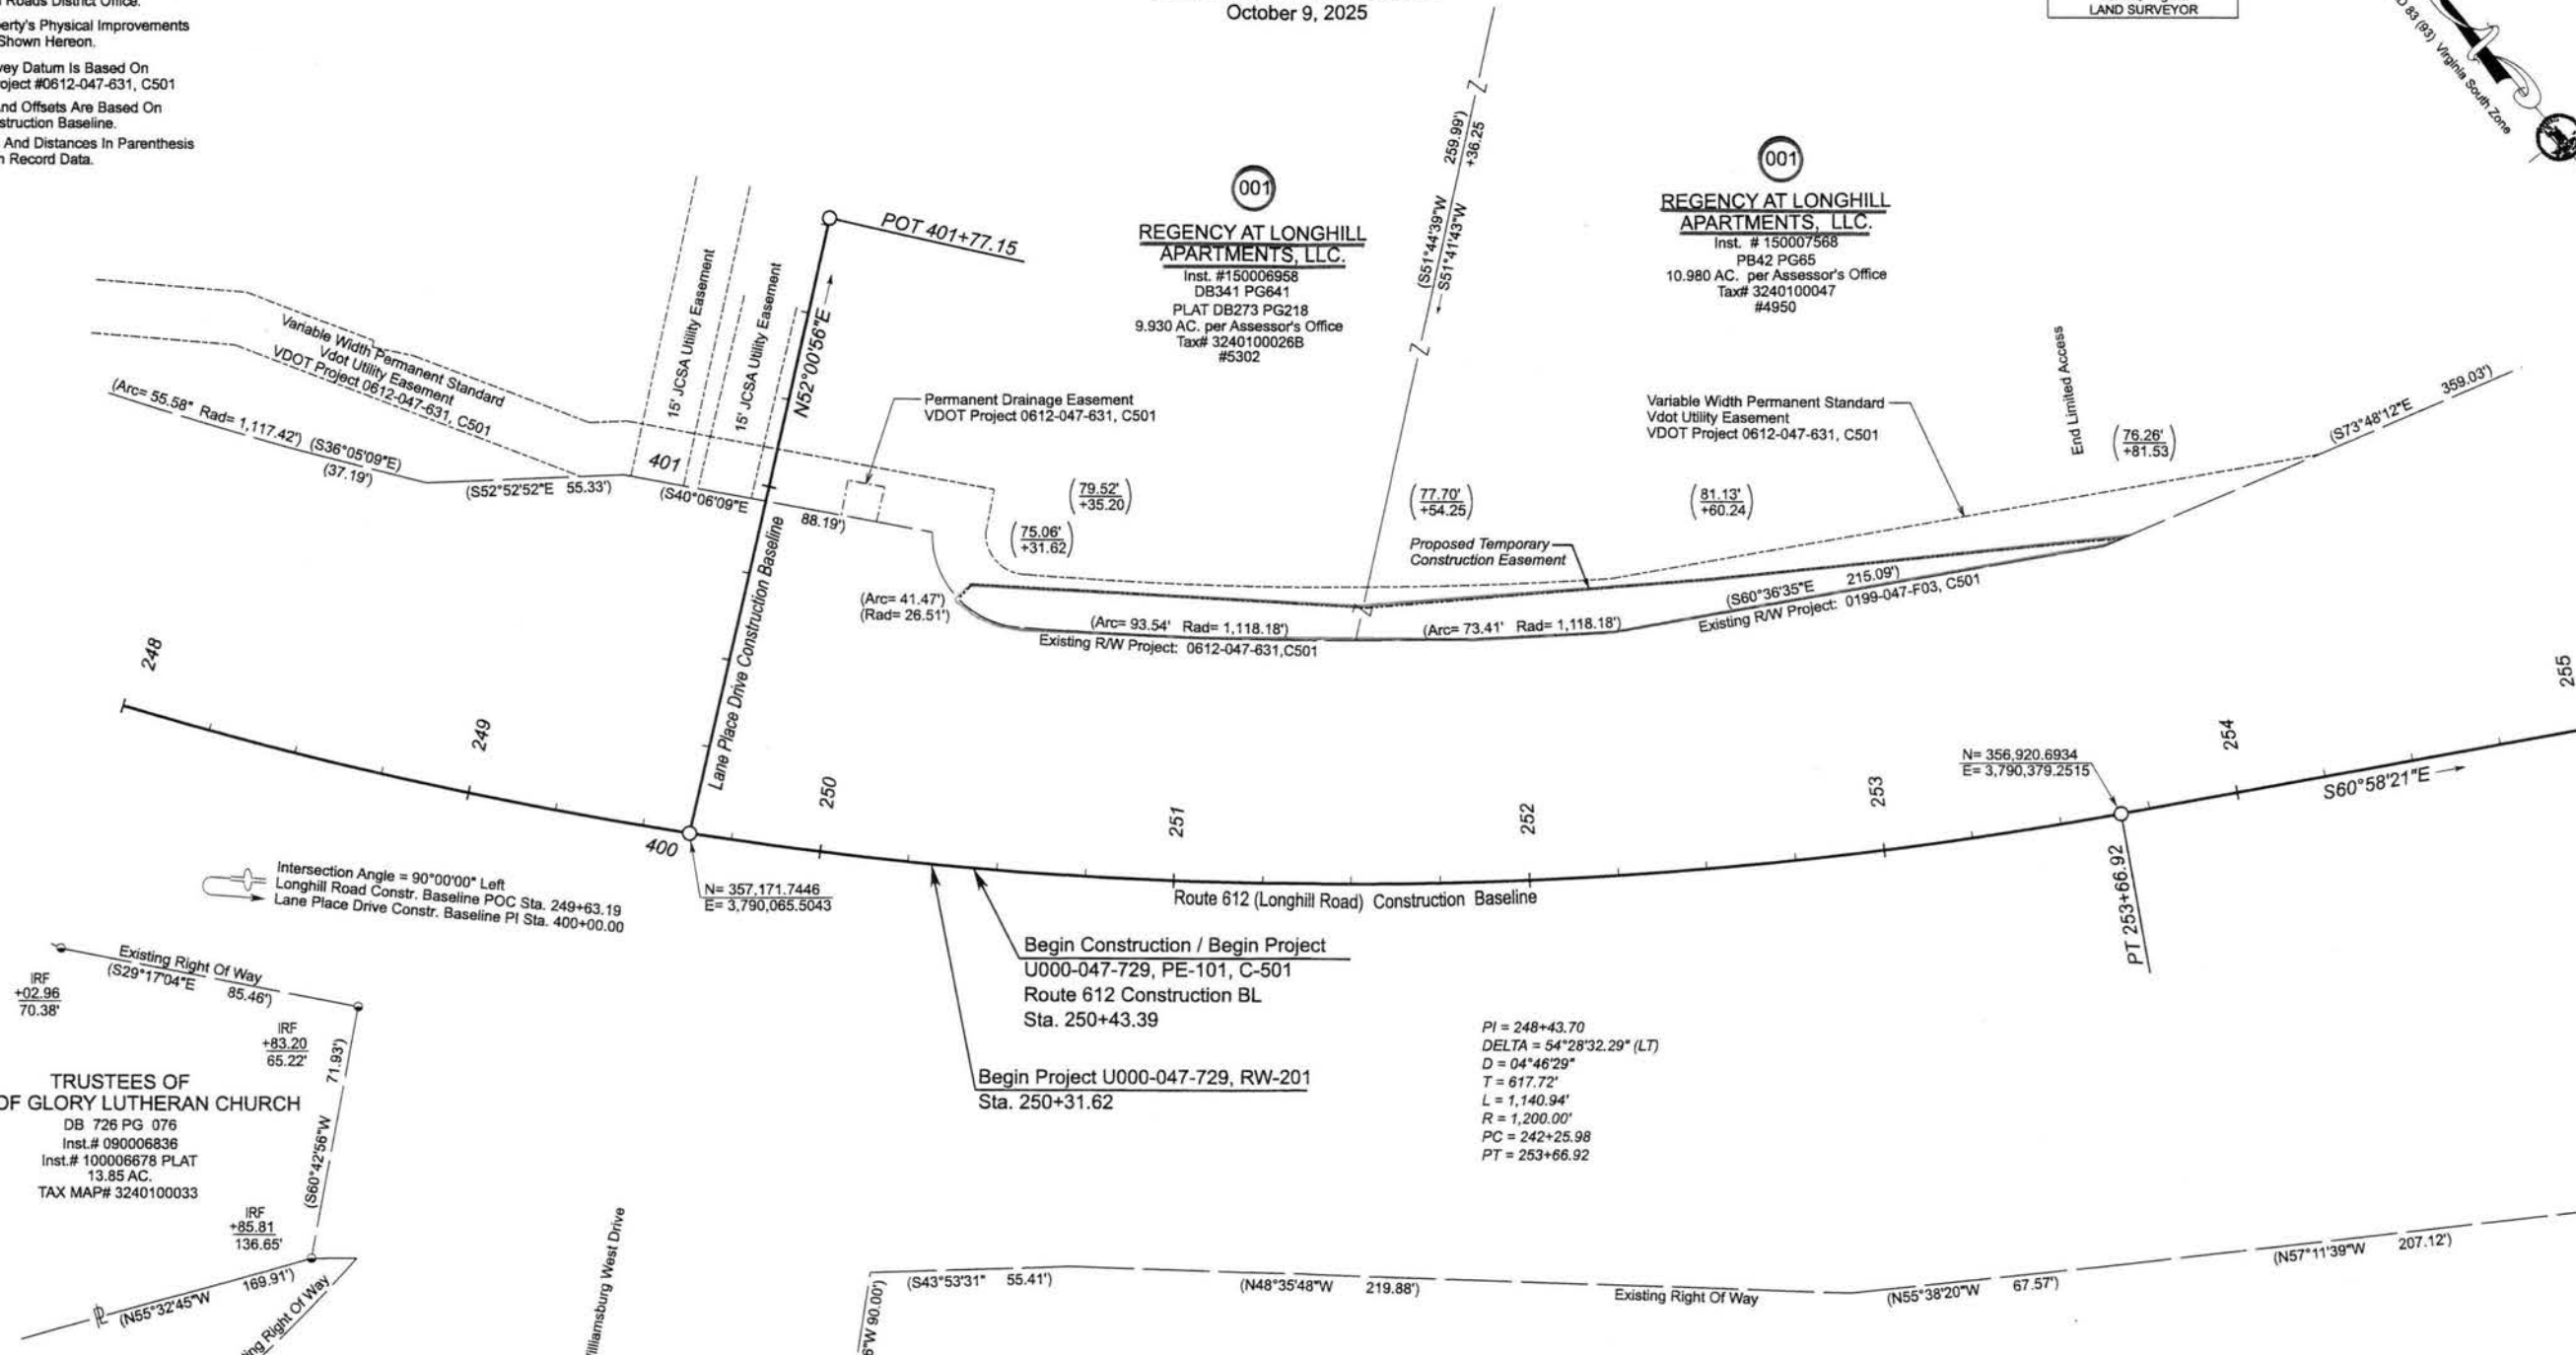 Roads District Office.
erty's Physical Improvements
Shown Hereon.
vey Datum Is Based On
oject #0612-047-631, C501
nd Offsets Are Based On
struction Baseline.
And Distances In Parenthesis
n Record Data.
October 9, 2025
LAND SURVEYOR
D 83 (93) Virginia South Zone
001
REGENCY AT LONGHILL
APARTMENTS, LLC.
Inst. #150006958
DB341 PG641
PLAT DB273 PG218
9.930 AC. per Assessor's Office
Tax# 3240100026B
#5302
(S51°44'39"W 259.99')
S51°41'43"W +36.25
001
REGENCY AT LONGHILL
APARTMENTS, LLC.
Inst. # 150007568
PB42 PG65
10.980 AC. per Assessor's Office
Tax# 3240100047
#4950
POT 401+77.15
15' JCSA Utility Easement
15' JCSA Utility Easement
N52°00'56"E
Variable Width Permanent Standard
Vdot Utility Easement
VDOT Project 0612-047-631, C501
(Arc= 55.58" Rad= 1,117.42') (S36°05'09"E)
(37.19')
(S52°52'52"E 55.33')
401
(S40°06'09"E 88.19')
Permanent Drainage Easement
VDOT Project 0612-047-631, C501
(79.52'
+35.20)
(75.06'
+31.62)
(77.70'
+54.25)
(81.13'
+60.24)
Variable Width Permanent Standard
Vdot Utility Easement
VDOT Project 0612-047-631, C501
End Limited Access
(76.26'
+81.53)
(S73°48'12"E 359.03')
Proposed Temporary
Construction Easement
(Arc= 41.47')
(Rad= 26.51')
(Arc= 93.54' Rad= 1,118.18')
Existing R/W Project: 0612-047-631,C501
(Arc= 73.41' Rad= 1,118.18')
(S60°36'35"E 215.09')
Existing R/W Project: 0199-047-F03, C501
Lane Place Drive Construction Baseline
248
249
250
251
252
253
254
255
400
N= 357,171.7446
E= 3,790,065.5043
N= 356,920.6934
E= 3,790,379.2515
S60°58'21"E
PT 253+66.92
Route 612 (Longhill Road) Construction Baseline
Intersection Angle = 90°00'00" Left
Longhill Road Constr. Baseline POC Sta. 249+63.19
Lane Place Drive Constr. Baseline PI Sta. 400+00.00
Begin Construction / Begin Project
U000-047-729, PE-101, C-501
Route 612 Construction BL
Sta. 250+43.39
Begin Project U000-047-729, RW-201
Sta. 250+31.62
PI = 248+43.70
DELTA = 54°28'32.29" (LT)
D = 04°46'29"
T = 617.72'
L = 1,140.94'
R = 1,200.00'
PC = 242+25.98
PT = 253+66.92
Existing Right Of Way
(S29°17'04"E 85.46')
IRF
+02.96
70.38'
IRF
+83.20
65.22'
(S60°42'56"W 71.93')
TRUSTEES OF
OF GLORY LUTHERAN CHURCH
DB 726 PG 076
Inst.# 090006836
Inst.# 100006678 PLAT
13.85 AC.
TAX MAP# 3240100033
IRF
+85.81
136.65'
PL (N55°32'45"W 169.91')
ing Right Of Way
illiamsburg West Drive
6"W 90.00')
(S43°53'31" 55.41')
(N48°35'48"W 219.88')
Existing Right Of Way
(N55°38'20"W 67.57')
(N57°11'39"W 207.12')